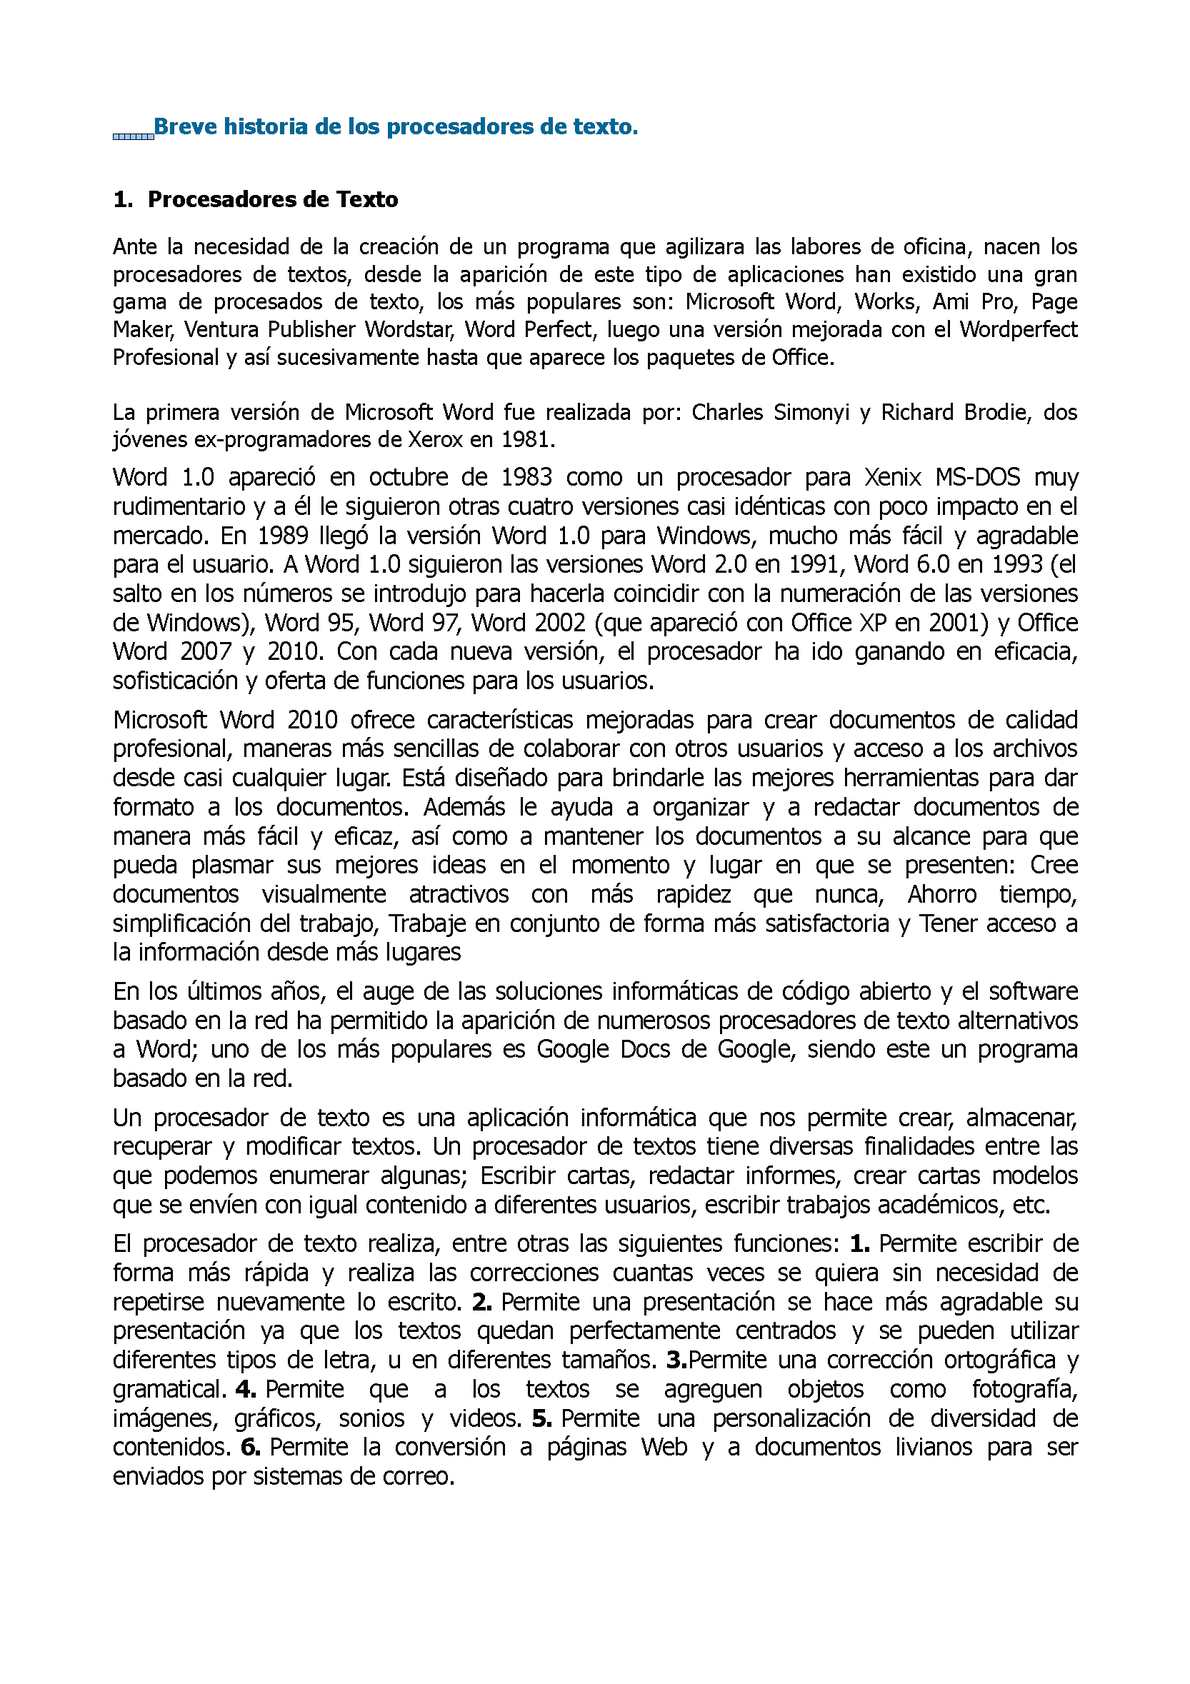 Breve historia de los procesadores de texto.
1. Procesadores de Texto
Ante la necesidad de la creación de un programa que agilizara las labores de oficina, nacen los
procesadores de textos, desde la aparición de este tipo de aplicaciones han existido una gran
gama de procesados de texto, los más populares son: Microsoft Word, Works, Ami Pro, Page
Maker, Ventura Publisher Wordstar, Word Perfect, luego una versión mejorada con el Wordperfect
Profesional y así sucesivamente hasta que aparece los paquetes de Office.
La primera versión de Microsoft Word fue realizada por: Charles Simonyi y Richard Brodie, dos
jóvenes ex-programadores de Xerox en 1981.
Word 1.0 apareció en octubre de 1983 como un procesador para Xenix MS-DOS muy
rudimentario y a él le siguieron otras cuatro versiones casi idénticas con poco impacto en el
mercado. En 1989 llegó la versión Word 1.0 para Windows, mucho más fácil y agradable
para el usuario. A Word 1.0 siguieron las versiones Word 2.0 en 1991, Word 6.0 en 1993 (el
salto en los números se introdujo para hacerla coincidir con la numeración de las versiones
de Windows), Word 95, Word 97, Word 2002 (que apareció con Office XP en 2001) y Office
Word 2007 y 2010. Con cada nueva versión, el procesador ha ido ganando en eficacia,
sofisticación y oferta de funciones para los usuarios.
Microsoft Word 2010 ofrece características mejoradas para crear documentos de calidad
profesional, maneras más sencillas de colaborar con otros usuarios y acceso a los archivos
desde casi cualquier lugar. Está diseñado para brindarle las mejores herramientas para dar
formato a los documentos. Además le ayuda a organizar y a redactar documentos de
manera más fácil y eficaz, así como a mantener los documentos a su alcance para que
pueda plasmar sus mejores ideas en el momento y lugar en que se presenten: Cree
documentos visualmente atractivos con más rapidez que nunca, Ahorro tiempo,
simplificación del trabajo, Trabaje en conjunto de forma más satisfactoria y Tener acceso a
la información desde más lugares
En los últimos años, el auge de las soluciones informáticas de código abierto y el software
basado en la red ha permitido la aparición de numerosos procesadores de texto alternativos
a Word; uno de los más populares es Google Docs de Google, siendo este un programa
basado en la red.
Un procesador de texto es una aplicación informática que nos permite crear, almacenar,
recuperar y modificar textos. Un procesador de textos tiene diversas finalidades entre las
que podemos enumerar algunas; Escribir cartas, redactar informes, crear cartas modelos
que se envíen con igual contenido a diferentes usuarios, escribir trabajos académicos, etc.
El procesador de texto realiza, entre otras las siguientes funciones: 1. Permite escribir de
forma más rápida y realiza las correcciones cuantas veces se quiera sin necesidad de
repetirse nuevamente lo escrito. 2. Permite una presentación se hace más agradable su
presentación ya que los textos quedan perfectamente centrados y se pueden utilizar
diferentes tipos de letra, u en diferentes tamaños. 3.Permite una corrección ortográfica y
gramatical. 4. Permite que a los textos se agreguen objetos como fotografía,
imágenes, gráficos, sonios y videos. 5. Permite una personalización de diversidad de
contenidos. 6. Permite la conversión a páginas Web y a documentos livianos para ser
enviados por sistemas de correo.